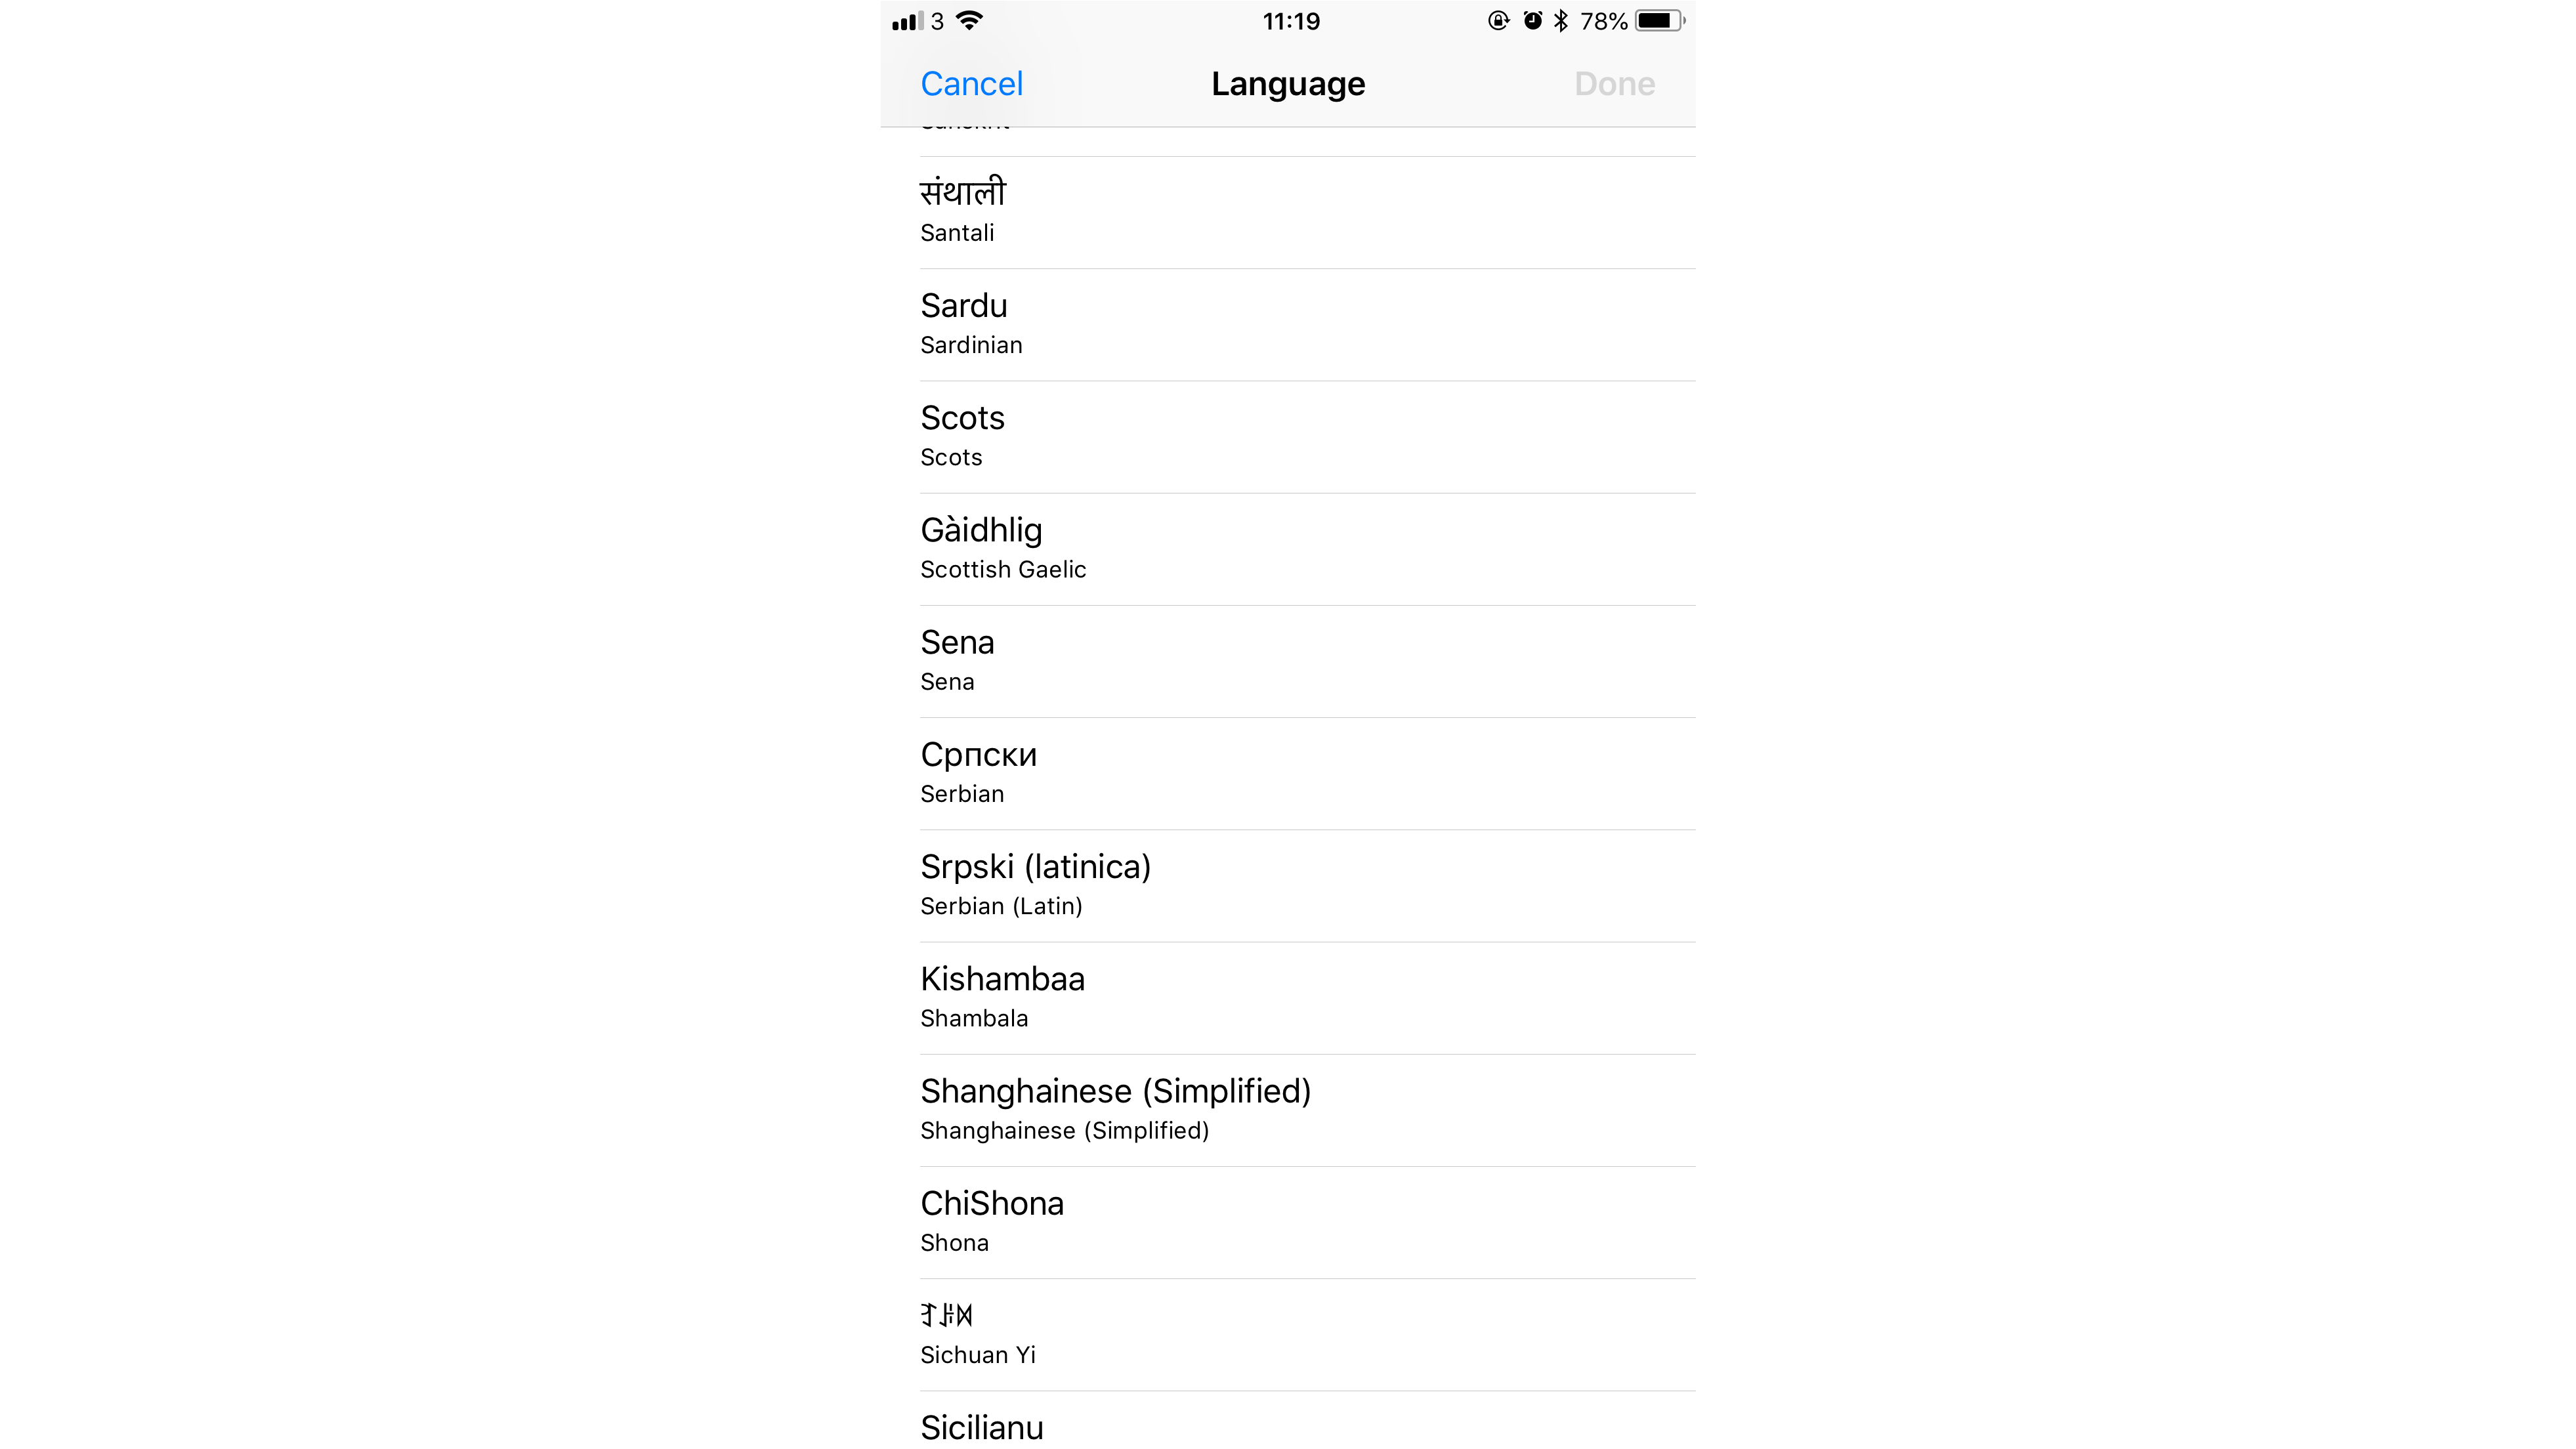 3 11:19 78%
Cancel Language Done
संथाली
Santali
Sardu
Sardinian
Scots
Scots
Gàidhlig
Scottish Gaelic
Sena
Sena
Српски
Serbian
Srpski (latinica)
Serbian (Latin)
Kishambaa
Shambala
Shanghainese (Simplified)
Shanghainese (Simplified)
ChiShona
Shona
ꆈꌠꉙ
Sichuan Yi
Sicilianu